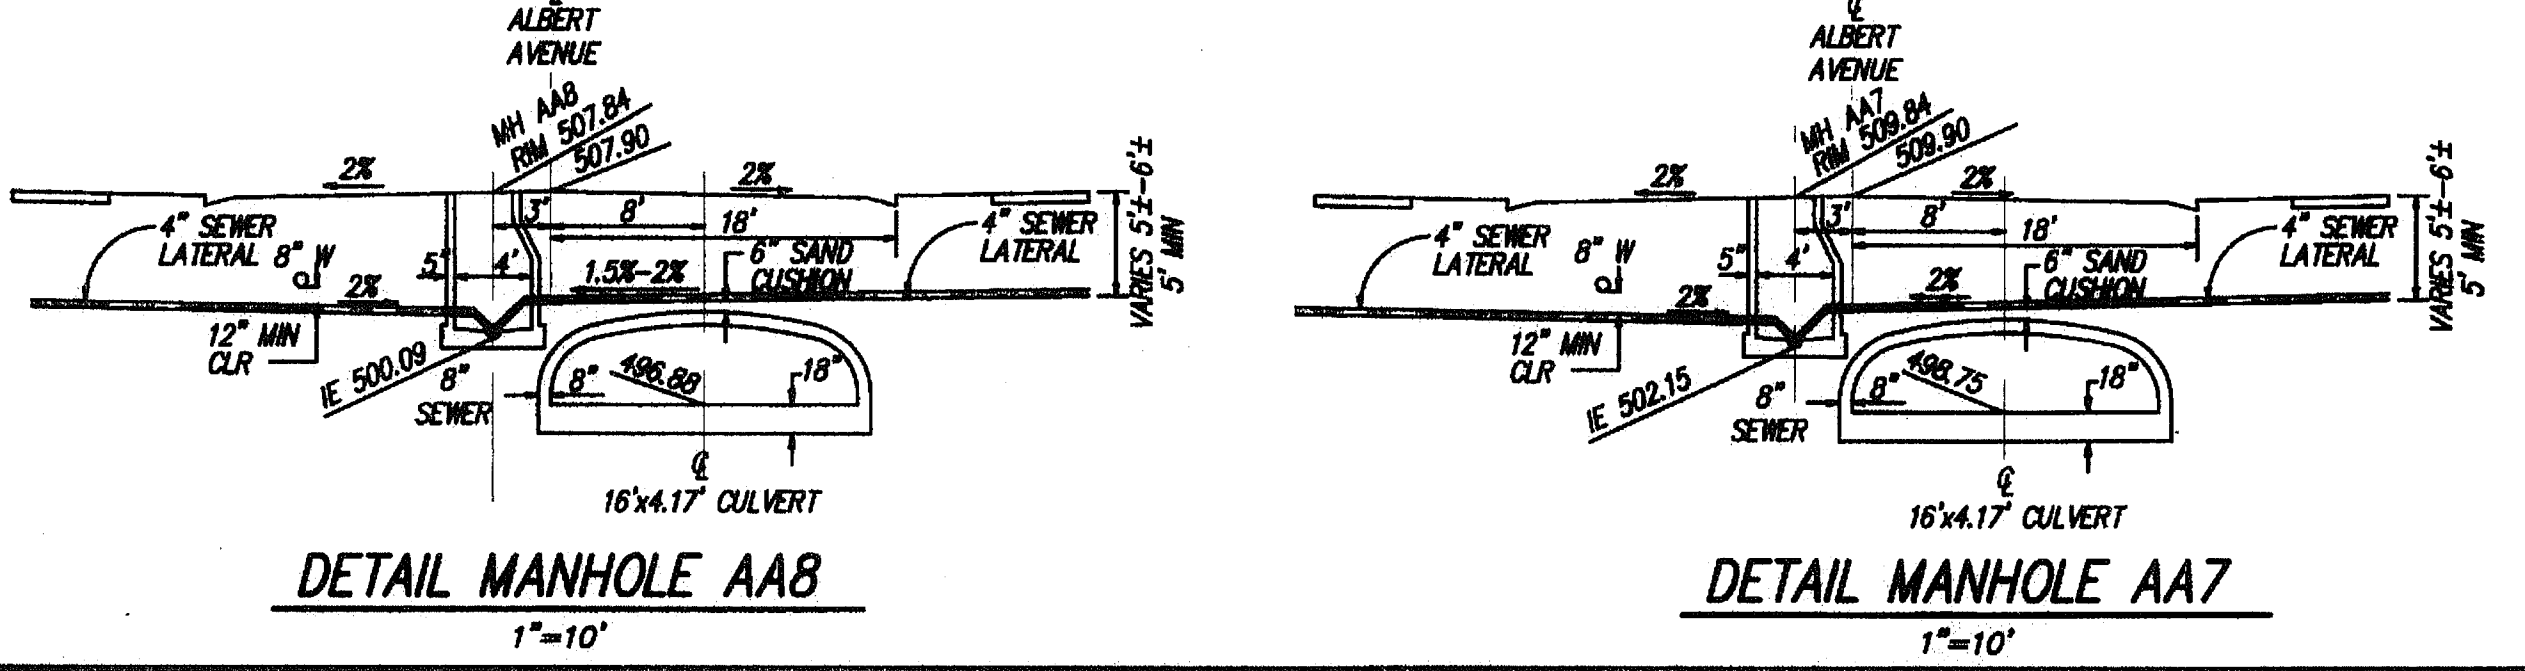 ALBERT
AVENUE
MH AA8
RIM 507.84
507.90
2%
2%
3'
8'
18'
4" SEWER
LATERAL
8" W
5"
4'
6" SAND
CUSHION
4" SEWER
LATERAL
VARIES 5'±-6'±
5' MIN
2%
1.5%-2%
12" MIN
CLR
IE 500.09
8"
SEWER
8"
496.88
18"
℄
16'x4.17' CULVERT
DETAIL MANHOLE AA8
1"=10'
℄
ALBERT
AVENUE
MH AA7
RIM 509.84
509.90
2%
2%
3'
8'
18'
4" SEWER
LATERAL
8" W
5"
4'
6" SAND
CUSHION
4" SEWER
LATERAL
VARIES 5'±-6'±
5' MIN
2%
2%
12" MIN
CLR
IE 502.15
8"
SEWER
8"
498.75
18"
℄
16'x4.17' CULVERT
DETAIL MANHOLE AA7
1"=10'